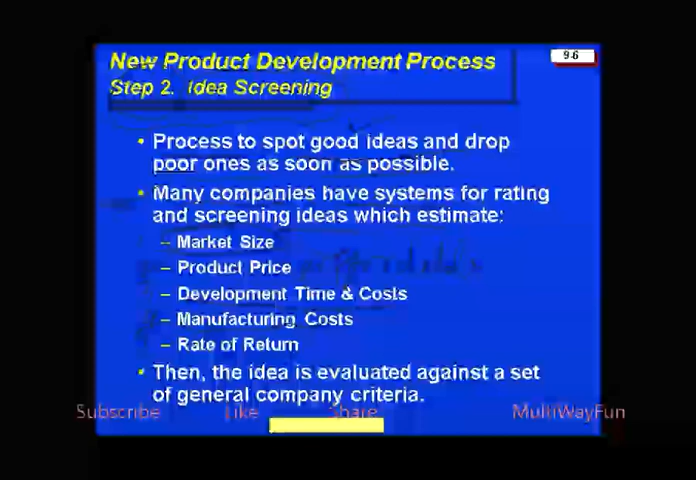 New Product Development Process
9-6
Step 2. Idea Screening
• Process to spot good ideas and drop
poor ones as soon as possible.
• Many companies have systems for rating
and screening ideas which estimate:
– Market Size
– Product Price
– Development Time & Costs
– Manufacturing Costs
– Rate of Return
• Then, the idea is evaluated against a set
of general company criteria.
Subscribe Like Share MultiWayFun